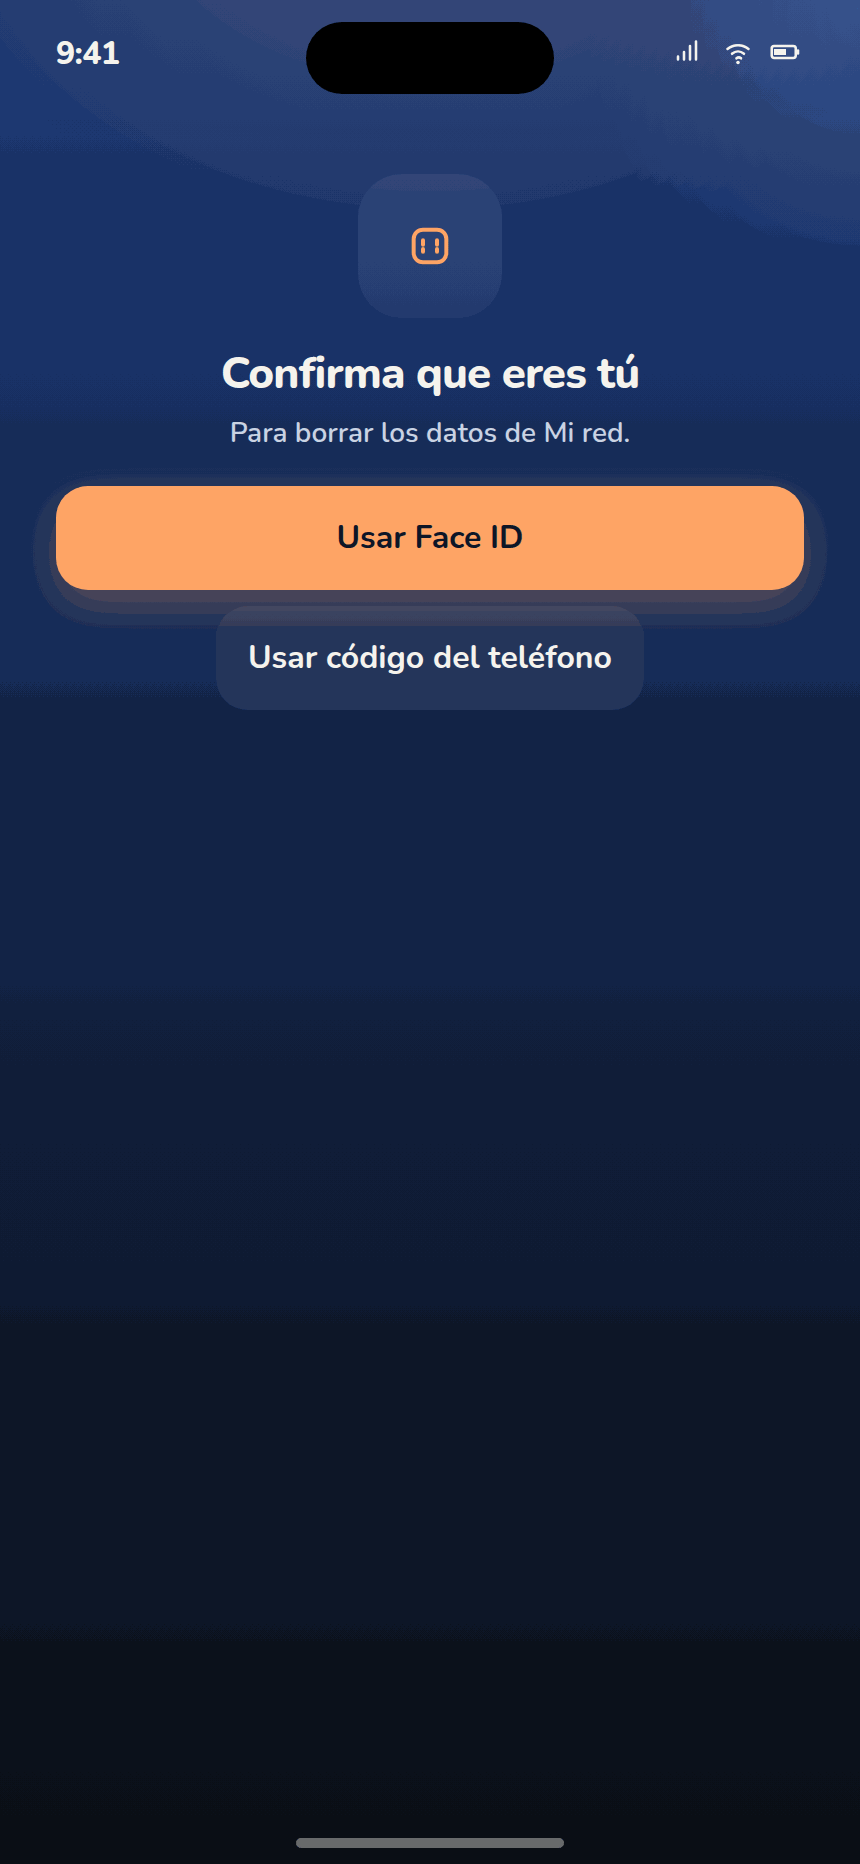 9:41
Confirma que eres tú
Para borrar los datos de Mi red.
Usar Face ID
Usar código del teléfono